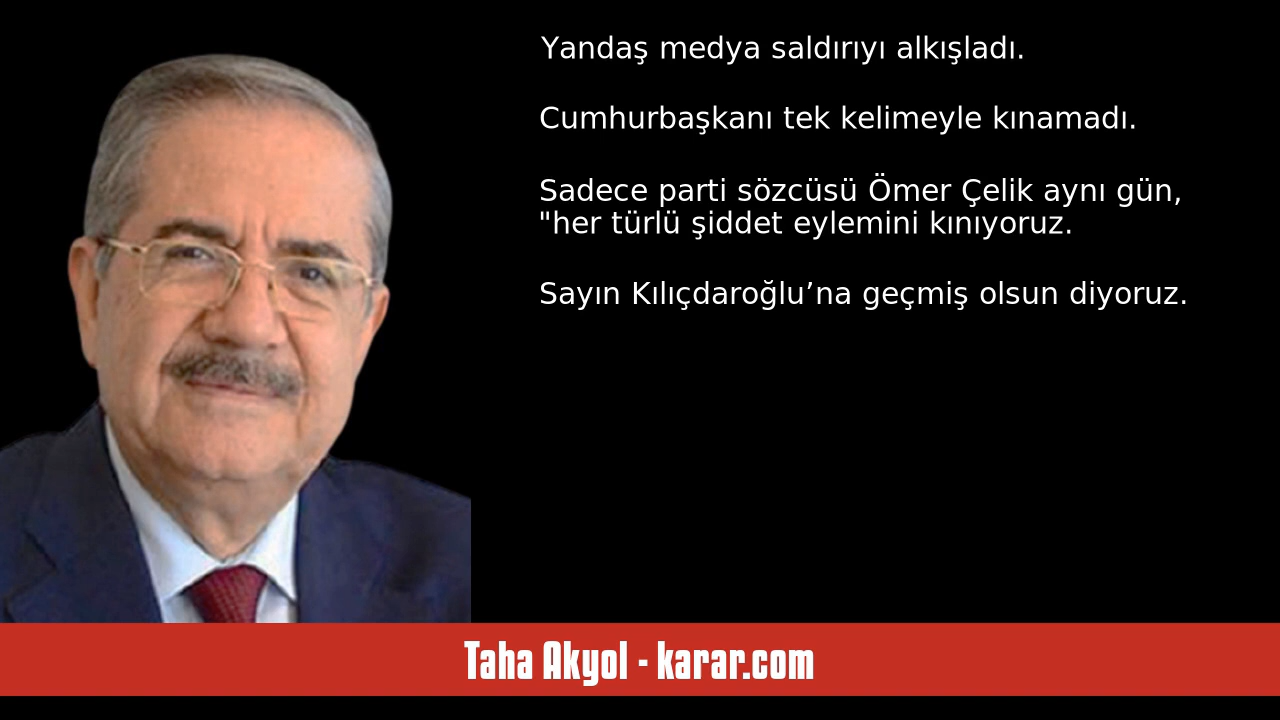 Yandaş medya saldırıyı alkışladı.
Cumhurbaşkanı tek kelimeyle kınamadı.
Sadece parti sözcüsü Ömer Çelik aynı gün,
"her türlü şiddet eylemini kınıyoruz.
Sayın Kılıçdaroğlu’na geçmiş olsun diyoruz.
Taha Akyol - karar.com